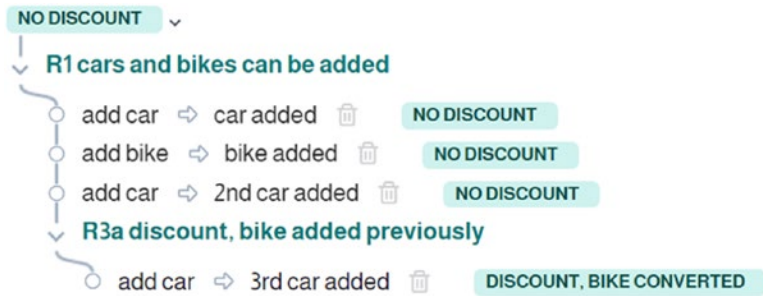 NO DISCOUNT
R1 cars and bikes can be added
add car ⇨ car added NO DISCOUNT
add bike ⇨ bike added NO DISCOUNT
add car ⇨ 2nd car added NO DISCOUNT
R3a discount, bike added previously
add car ⇨ 3rd car added DISCOUNT, BIKE CONVERTED